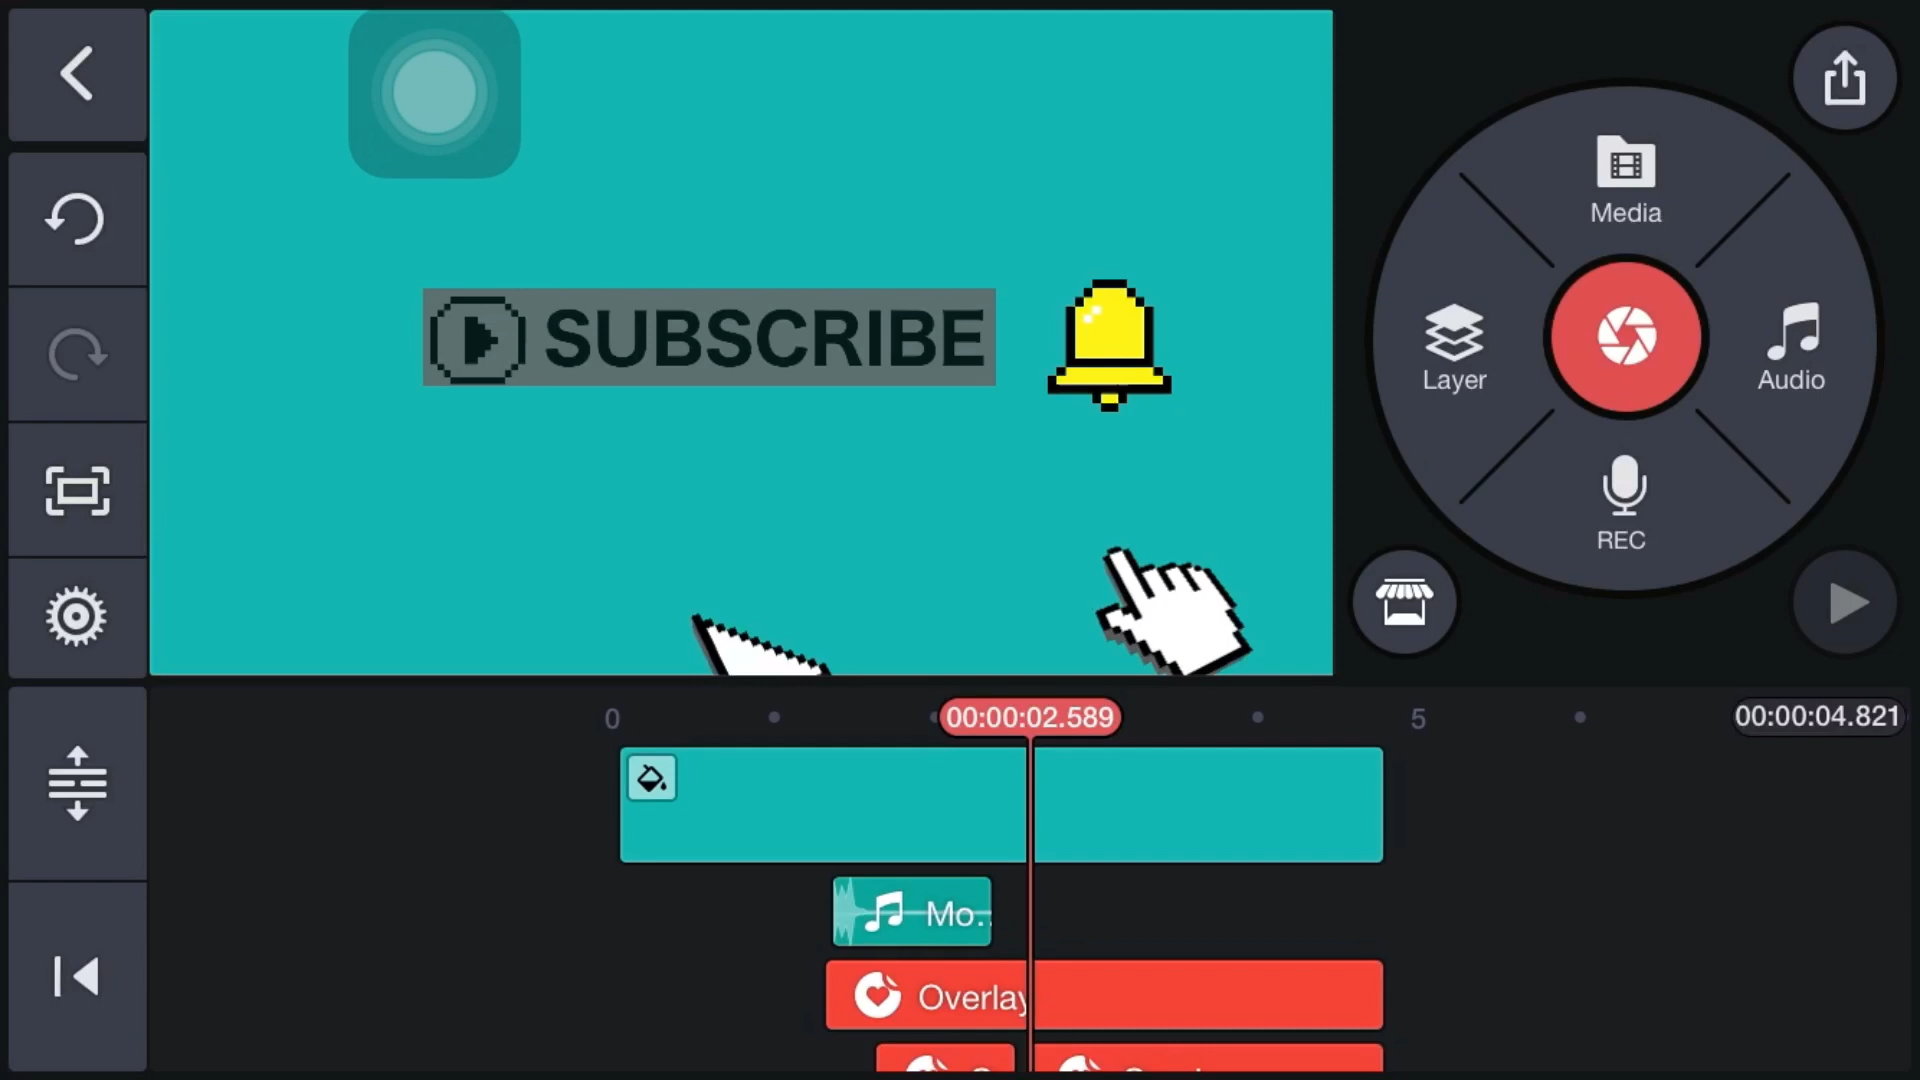 SUBSCRIBE
Media
Layer
Audio
REC
0
00:00:02.589
5
00:00:04.821
Mo..
Overlay